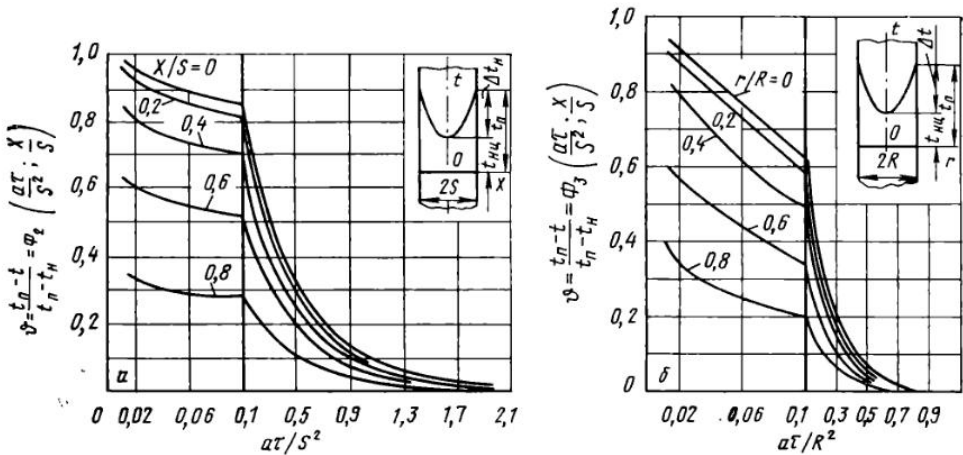 ϑ = (tп − t)/(tп − tн) = Φ₂ (aτ/S²; X/S)
1,0
0,8
0,6
0,4
0,2
0
X/S = 0
0,2
0,4
0,6
0,8
t
Δtн
tнц
tп
0
2S
X
а
0,02
0,06
0,1
0,5
0,9
1,3
1,7
2,1
aτ/S²
ϑ = (tп − t)/(tп − tн) = Φ₃ (aτ/S²; X/S)
1,0
0,8
0,6
0,4
0,2
0
r/R = 0
0,2
0,4
0,6
0,8
t
Δt
tнц
tп
0
2R
r
б
0,02
0,06
0,1
0,3
0,5
0,7
0,9
aτ/R²